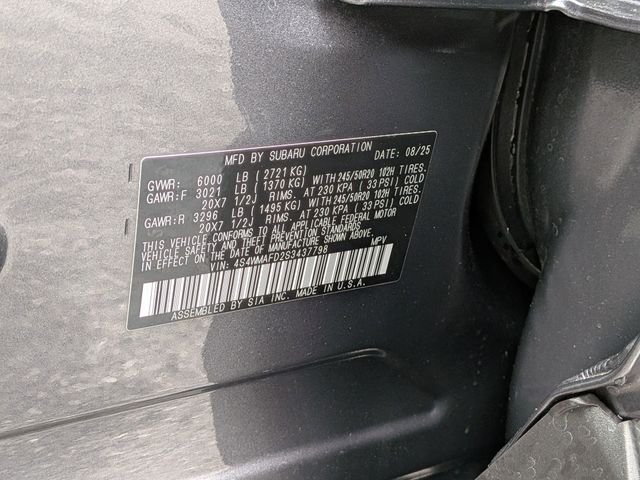 MFD BY SUBARU CORPORATION DATE: 08/25
GVWR: 6000 LB (2721 KG)
GAWR:F 3021 LB (1370 KG) WITH 245/50R20 102H TIRES.
20X7 1/2J RIMS. AT 230 KPA (33 PSI) COLD
GAWR:R 3296 LB (1495 KG) WITH 245/50R20 102H TIRES.
20X7 1/2J RIMS. AT 230 KPA (33 PSI) COLD
THIS VEHICLE CONFORMS TO ALL APPLICABLE FEDERAL MOTOR
VEHICLE SAFETY AND THEFT PREVENTION STANDARDS
IN EFFECT ON THE DATE OF MANUFACTURE SHOWN ABOVE.
VIN: 4S4WMAFD2S3437798 MPV
ASSEMBLED BY SIA INC. MADE IN U.S.A.